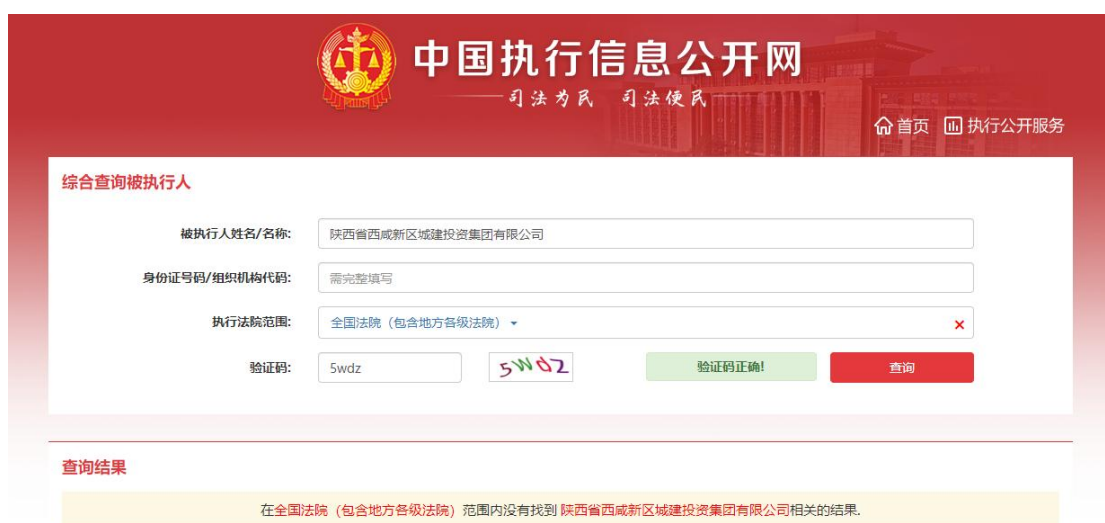 中国执行信息公开网
司法为民 司法便民
首页 执行公开服务
综合查询被执行人
被执行人姓名/名称: 陕西省西咸新区城建投资集团有限公司
身份证号码/组织机构代码: 需完整填写
执行法院范围: 全国法院（包含地方各级法院）
验证码: 5wdz 5Wd2 验证码正确! 查询
查询结果
在全国法院（包含地方各级法院）范围内没有找到 陕西省西咸新区城建投资集团有限公司相关的结果.